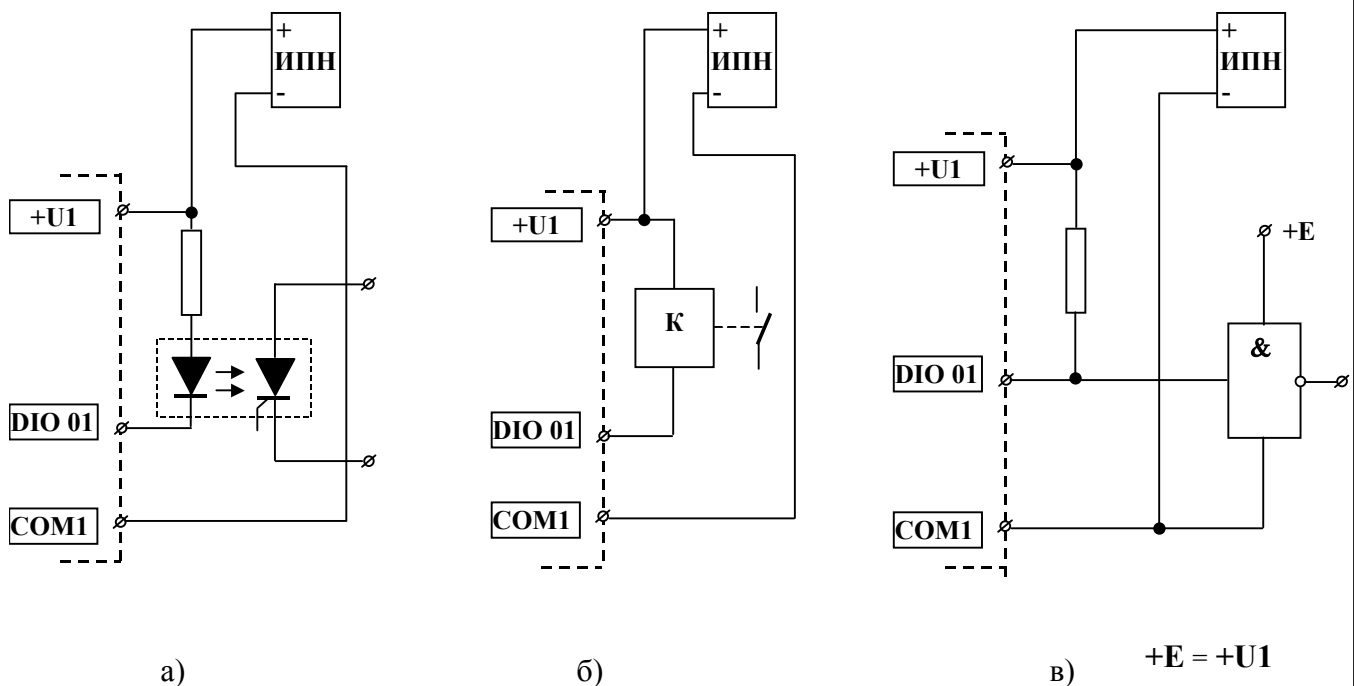 +
ИПН
-
+U1
DIO 01
COM1
а)
+
ИПН
-
+U1
К
DIO 01
COM1
б)
+
ИПН
-
+U1
+E
&
DIO 01
COM1
в)
+E = +U1